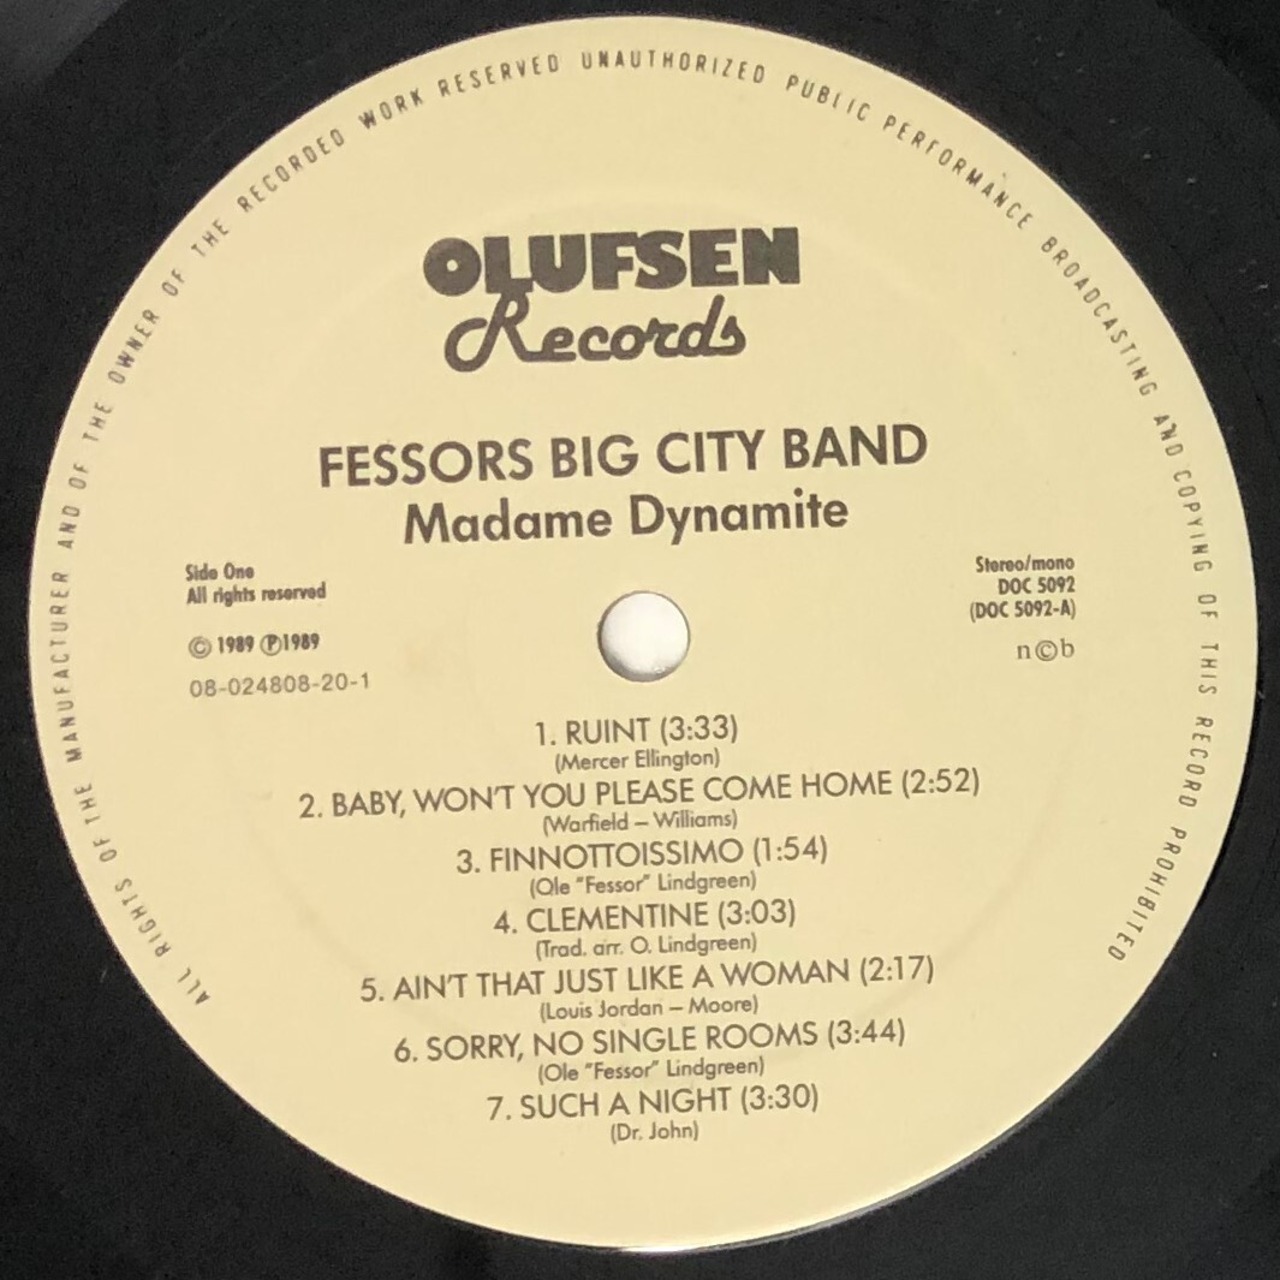 ALL RIGHTS OF THE MANUFACTURER AND OF THE OWNER OF THE RECORDED WORK RESERVED UNAUTHORIZED PUBLIC PERFORMANCE BROADCASTING AND COPYING OF THIS RECORD PROHIBITED
OLUFSEN
Records
FESSORS BIG CITY BAND
Madame Dynamite
Side One
All rights reserved
© 1989 ℗1989
08-024808-20-1
Stereo/mono
DOC 5092
(DOC 5092-A)
n©b
1. RUINT (3:33)
(Mercer Ellington)
2. BABY, WON'T YOU PLEASE COME HOME (2:52)
(Warfield – Williams)
3. FINNOTTOISSIMO (1:54)
(Ole "Fessor" Lindgreen)
4. CLEMENTINE (3:03)
(Trad. arr. O. Lindgreen)
5. AIN'T THAT JUST LIKE A WOMAN (2:17)
(Louis Jordan – Moore)
6. SORRY, NO SINGLE ROOMS (3:44)
(Ole "Fessor" Lindgreen)
7. SUCH A NIGHT (3:30)
(Dr. John)